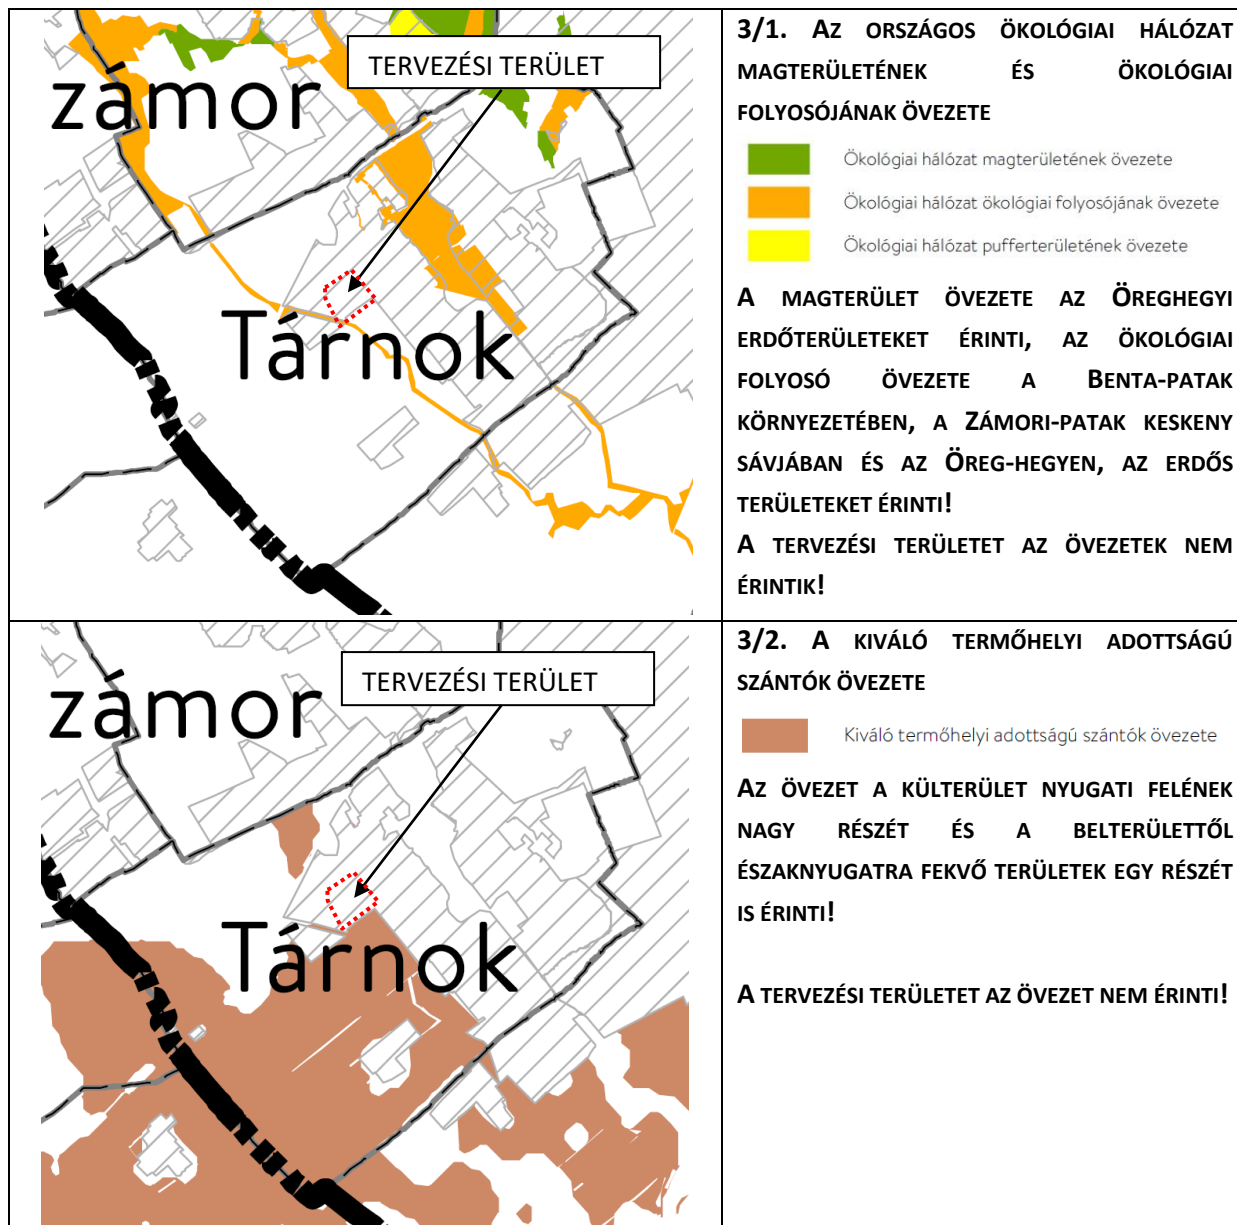 zámor
TERVEZÉSI TERÜLET
Tárnok
3/1. AZ ORSZÁGOS ÖKOLÓGIAI HÁLÓZAT
MAGTERÜLETÉNEK ÉS ÖKOLÓGIAI
FOLYOSÓJÁNAK ÖVEZETE
Ökológiai hálózat magterületének övezete
Ökológiai hálózat ökológiai folyosójának övezete
Ökológiai hálózat pufferterületének övezete
A MAGTERÜLET ÖVEZETE AZ ÖREGHEGYI
ERDŐTERÜLETEKET ÉRINTI, AZ ÖKOLÓGIAI
FOLYOSÓ ÖVEZETE A BENTA-PATAK
KÖRNYEZETÉBEN, A ZÁMORI-PATAK KESKENY
SÁVJÁBAN ÉS AZ ÖREG-HEGYEN, AZ ERDŐS
TERÜLETEKET ÉRINTI!
A TERVEZÉSI TERÜLETET AZ ÖVEZETEK NEM
ÉRINTIK!
zámor
TERVEZÉSI TERÜLET
Tárnok
3/2. A KIVÁLÓ TERMŐHELYI ADOTTSÁGÚ
SZÁNTÓK ÖVEZETE
Kiváló termőhelyi adottságú szántók övezete
AZ ÖVEZET A KÜLTERÜLET NYUGATI FELÉNEK
NAGY RÉSZÉT ÉS A BELTERÜLETTŐL
ÉSZAKNYUGATRA FEKVŐ TERÜLETEK EGY RÉSZÉT
IS ÉRINTI!
A TERVEZÉSI TERÜLETET AZ ÖVEZET NEM ÉRINTI!